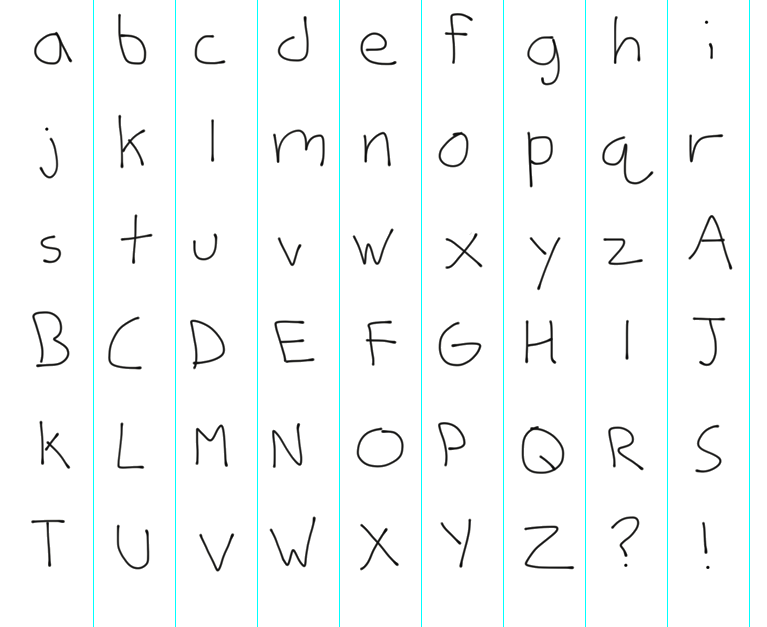 a b c d e f g h i
j k l m n o p q r
s t u v w x y z A
B C D E F G H I J
K L M N O P Q R S
T U V W X Y Z ? !